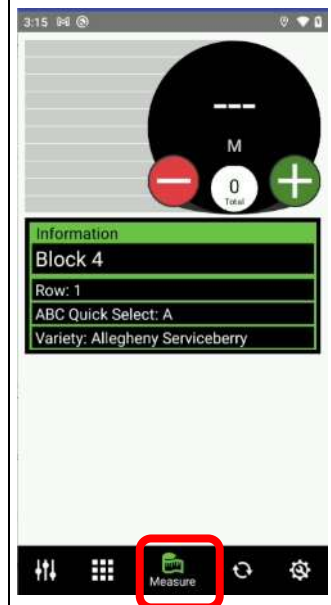 3:15
---
M
0
Total
Information
Block 4
Row: 1
ABC Quick Select: A
Variety: Allegheny Serviceberry
Measure